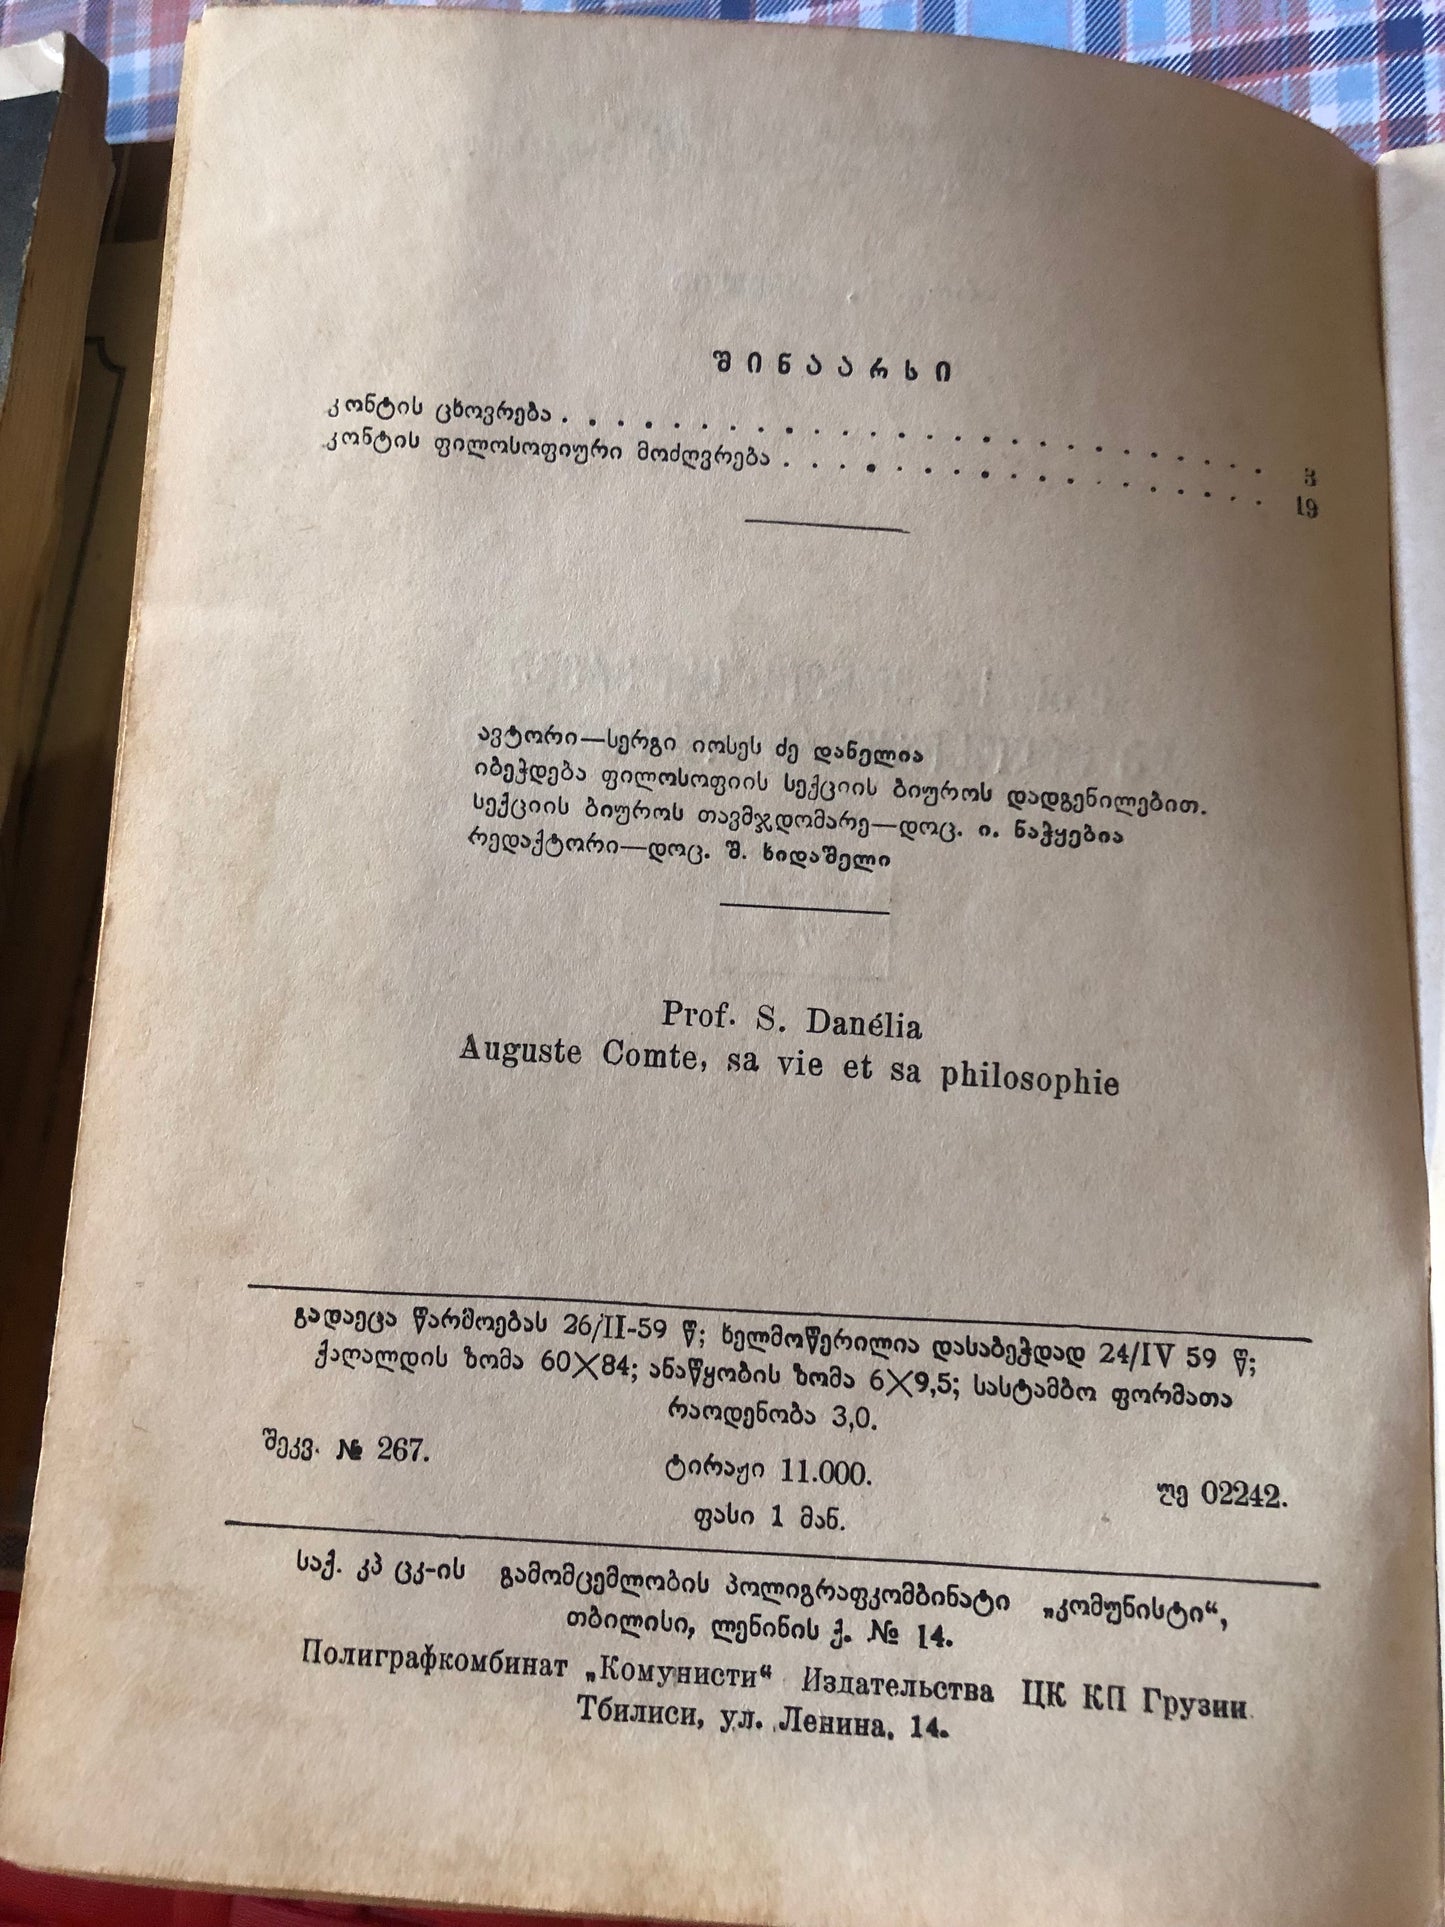 შინაარსი
კონტის ცხოვრება . . . . . . . . . . . . . . . . . . . . . . . . . 3
კონტის ფილოსოფიური მოძღვრება . . . . . . . . . . . . . . . . . . 19
ავტორი—სერგი იოსეს ძე დანელია
იბეჭდება ფილოსოფიის სექციის ბიუროს დადგენილებით.
სექციის ბიუროს თავმჯდომარე—დოც. ი. ნაჭყებია
რედაქტორი—დოც. შ. ხიდაშელი
Prof. S. Danélia
Auguste Comte, sa vie et sa philosophie
გადაეცა წარმოებას 26/II-59 წ; ხელმოწერილია დასაბეჭდად 24/IV 59 წ;
ქაღალდის ზომა 60X84; ანაწყობის ზომა 6X9,5; სასტამბო ფორმათა
რაოდენობა 3,0.
შეკვ. № 267. ტირაჟი 11.000. უე 02242.
ფასი 1 მან.
საქ. კპ ცკ-ის გამომცემლობის პოლიგრაფკომბინატი „კომუნისტი“,
თბილისი, ლენინის ქ. № 14.
Полиграфкомбинат „Комунисти“ Издательства ЦК КП Грузии
Тбилиси, ул. Ленина, 14.